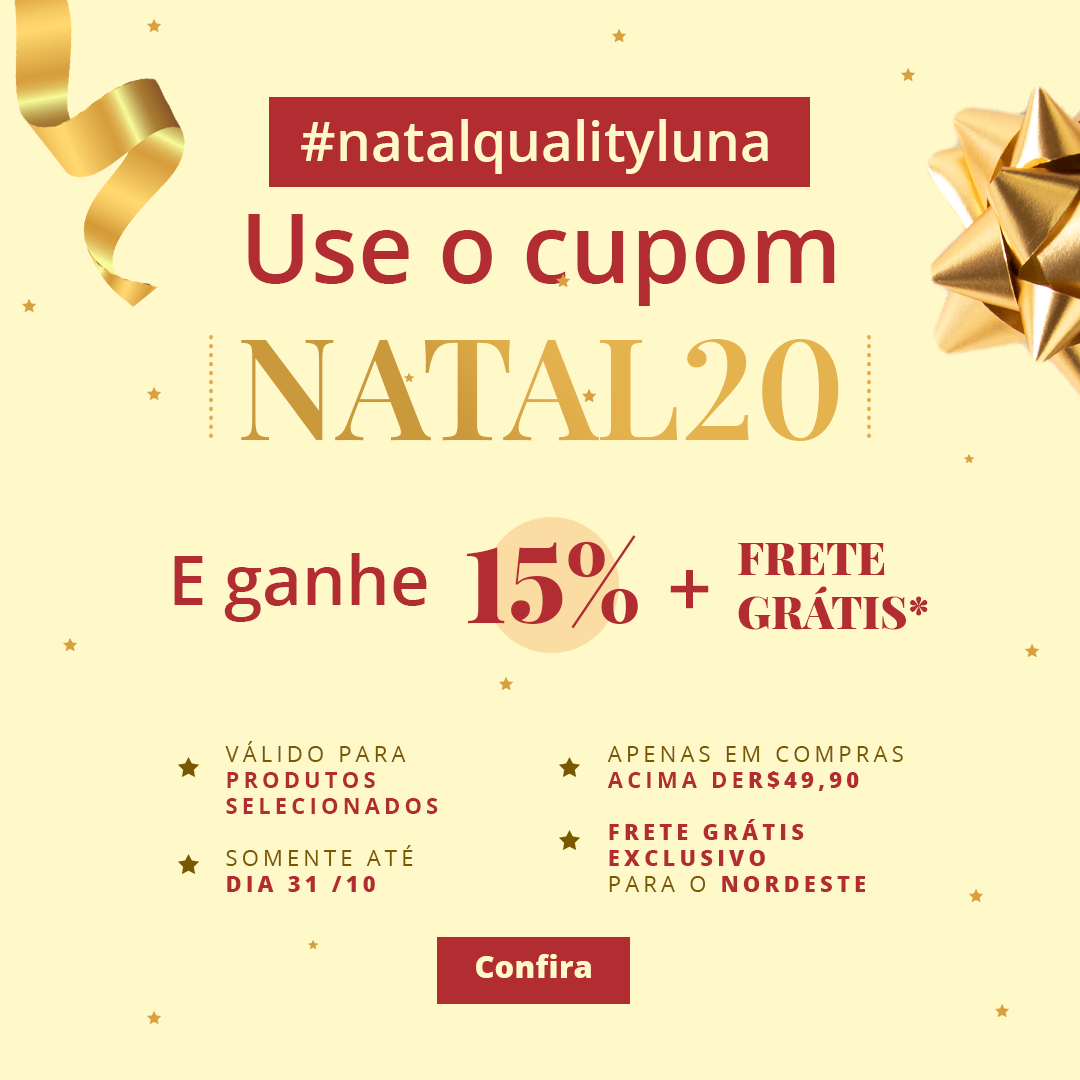 #natalqualityluna
Use o cupom
NATAL20
E ganhe 15% + FRETE
GRÁTIS*
VÁLIDO PARA
PRODUTOS
SELECIONADOS
SOMENTE ATÉ
DIA 31 /10
APENAS EM COMPRAS
ACIMA DER$49,90
FRETE GRÁTIS
EXCLUSIVO
PARA O NORDESTE
Confira